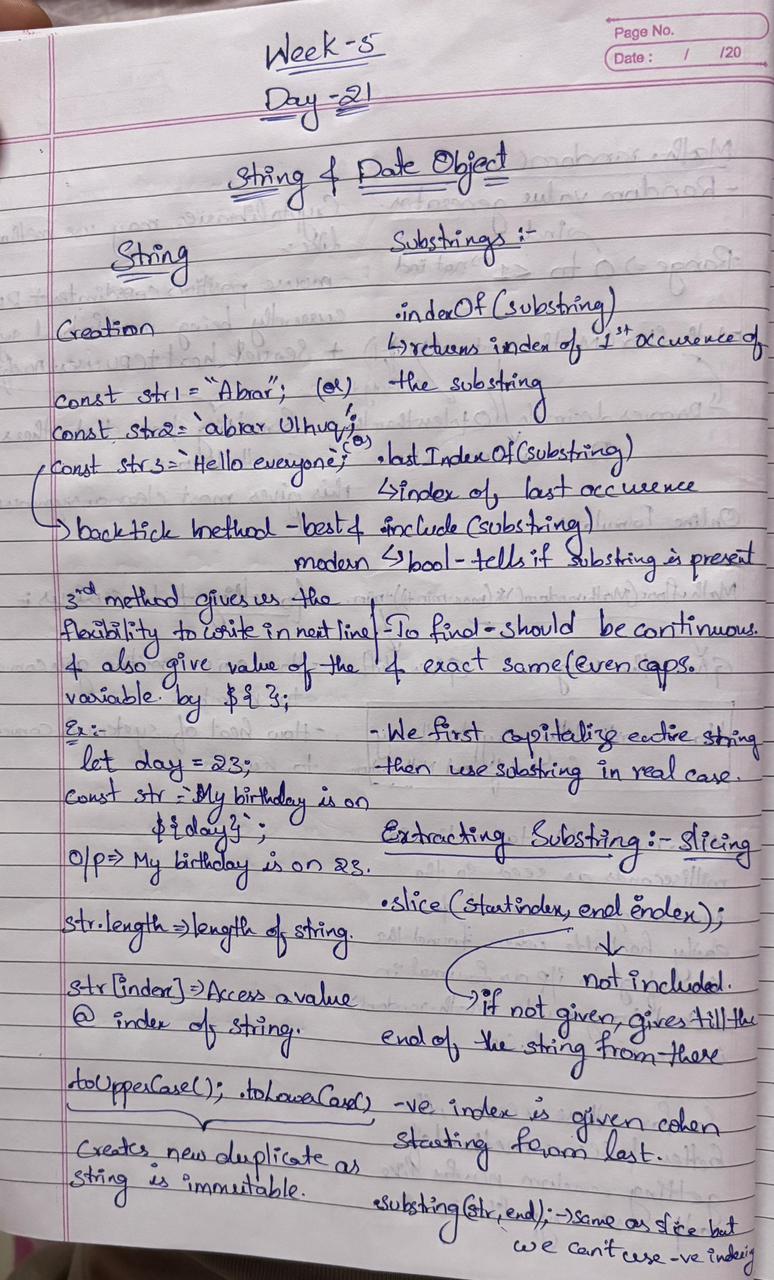 Page No.
Date : / /20
Week-5
Day-21
String & Date Object
String
Creation
const str1 = "Abrar"; (or)
const str2 = 'abrar Ulhuq'; (or)
const str3 = `Hello everyone`;
→ backtick method - best & modern
3rd method gives us the
flexibility to write in next line
& also give value of the
variable by ${ };
Ex:-
let day = 23;
const str = `My birthday is on
${day}`;
O/p => My birthday is on 23.
str.length => length of string.
str[index] => Access a value
@ index of string.
.toUpperCase(); .toLowerCase()
Creates new duplicate as
string is immutable.
Substrings :-
.indexOf(substring)
↳ returns index of 1st occurence of
the substring
.lastIndexOf(substring)
↳ index of last occurence
.include(substring)
↳ bool - tells if substring is present
- To find - should be continuous.
& exact same (even caps.
- We first capitalize entire string
then use substring in real case.
Extracting Substring :- slicing
.slice(startindex, end index);
↓
not included.
→ if not given, gives till the
end of the string from there
-ve index is given when
starting from last.
.substring(str, end); → same as slice but
we can't use -ve indexing